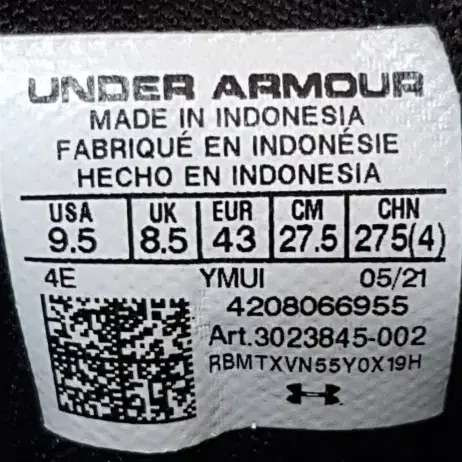 UNDER ARMOUR
MADE IN INDONESIA
FABRIQUÉ EN INDONÉSIE
HECHO EN INDONESIA
USA UK EUR CM CHN
9.5 8.5 43 27.5 275(4)
4E YMUI 05/21
4208066955
Art.3023845-002
RBMTXVN55Y0X19H